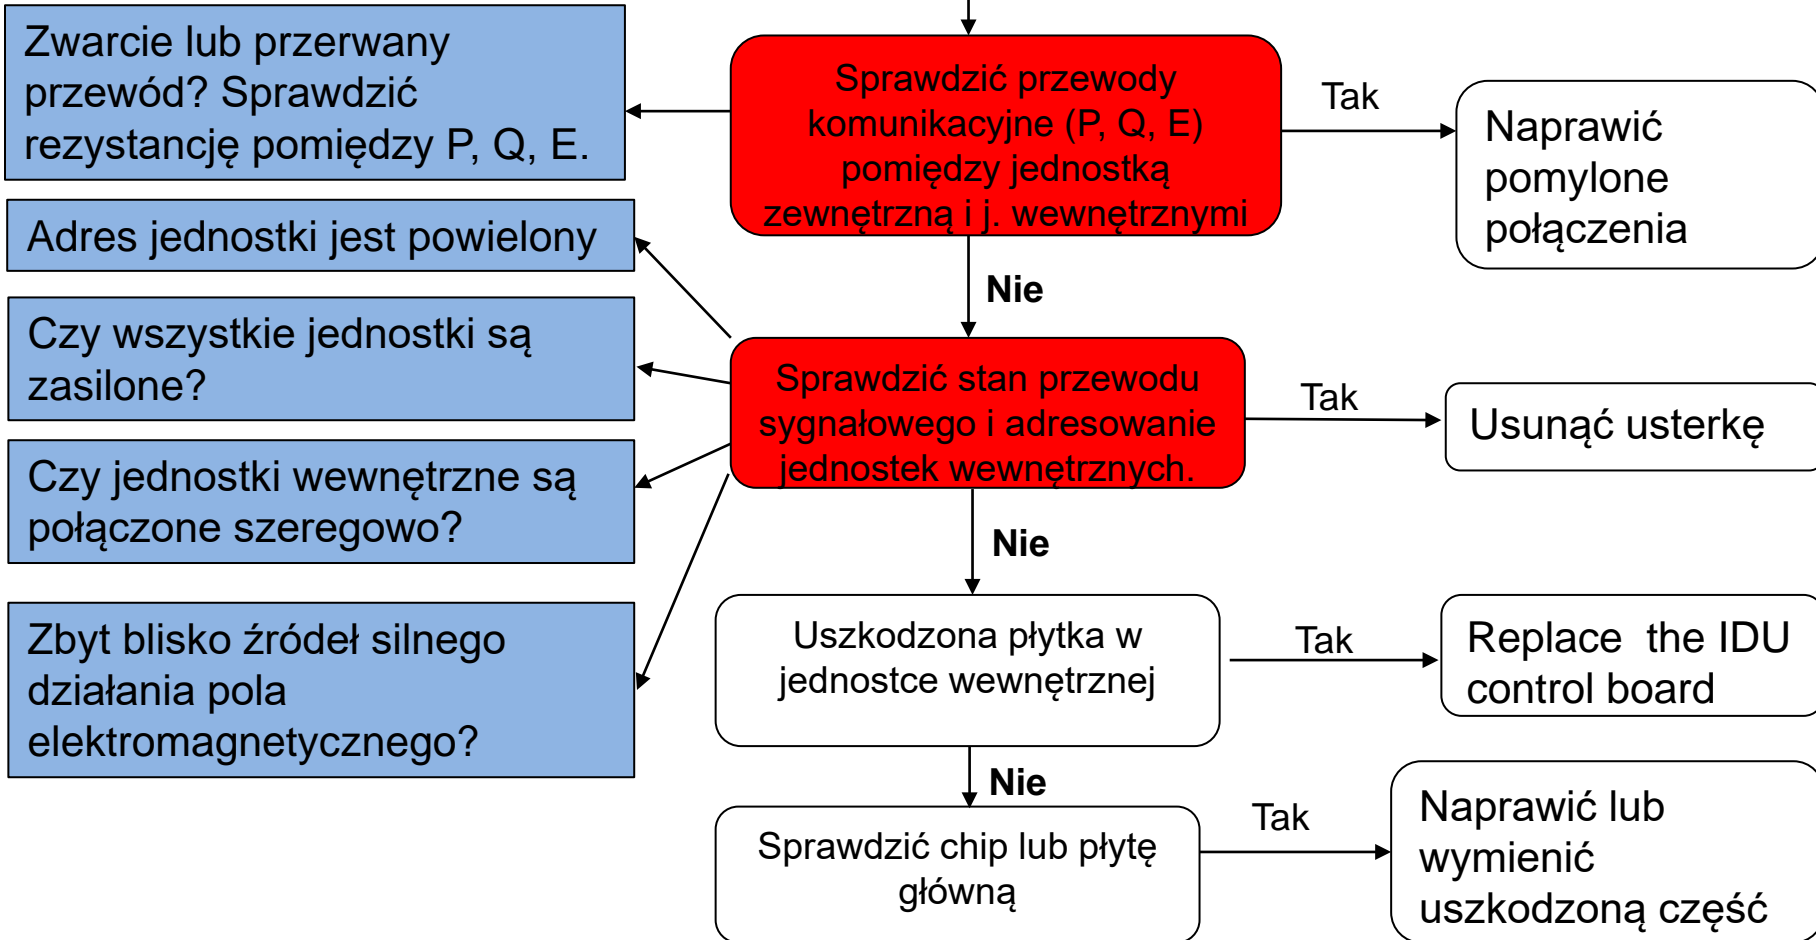 Zwarcie lub przerwany
przewód? Sprawdzić
rezystancję pomiędzy P, Q, E.
Sprawdzić przewody
komunikacyjne (P, Q, E)
pomiędzy jednostką
zewnętrzną i j. wewnętrznymi
Tak
Naprawić
pomylone
połączenia
Adres jednostki jest powielony
Nie
Czy wszystkie jednostki są
zasilone?
Sprawdzić stan przewodu
sygnałowego i adresowanie
jednostek wewnętrznych.
Tak
Usunąć usterkę
Czy jednostki wewnętrzne są
połączone szeregowo?
Nie
Zbyt blisko źródeł silnego
działania pola
elektromagnetycznego?
Uszkodzona płytka w
jednostce wewnętrznej
Tak
Replace  the IDU
control board
Nie
Sprawdzić chip lub płytę
główną
Tak
Naprawić lub
wymienić
uszkodzoną część